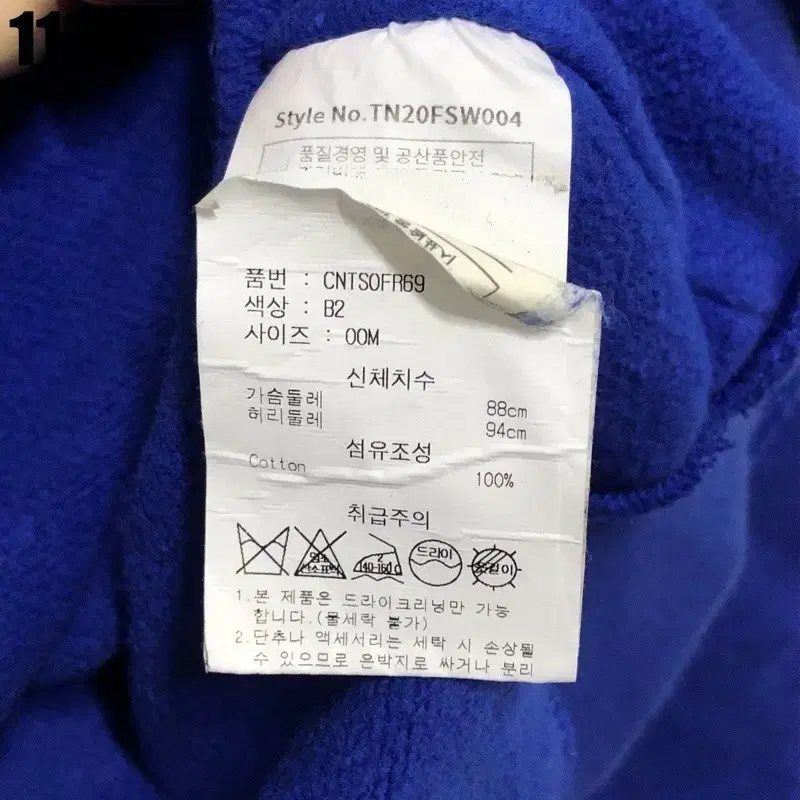 Style No.TN20FSW004
품질경영 및 공산품안전
품번 : CNTSOFR69
색상 : B2
사이즈 : 00M
신체치수
가슴둘레 88cm
허리둘레 94cm
섬유조성
Cotton 100%
취급주의
140-160℃
드라이
1.본 제품은 드라이크리닝만 가능
합니다.(물세탁 불가)
2.단추나 액세서리는 세탁 시 손상될
수 있으므로 은박지로 싸거나 분리